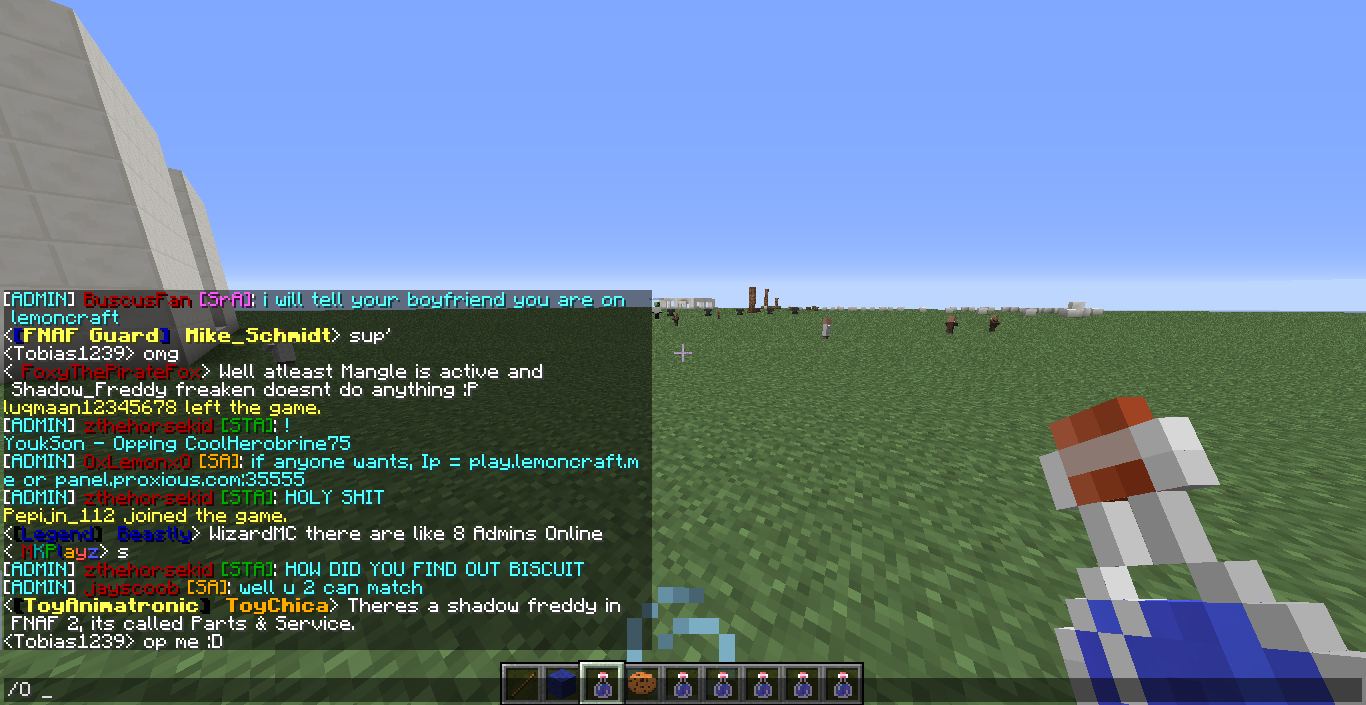 [ADMIN] BuscusFan [SrA]: i will tell your boyfriend you are on
lemoncraft
<[FNAF Guard] Mike_Schmidt> sup'
<Tobias1239> omg
< FoxyThePirateFox> Well atleast Mangle is active and
Shadow_Freddy freaken doesnt do anything :P
luqmaan12345678 left the game.
[ADMIN] zthehorsekid [STA]: !
YoukSon - Opping CoolHerobrine75
[ADMIN] 0xLemonx0 [SA]: if anyone wants, Ip = play.lemoncraft.m
e or panel.proxious.com:35555
[ADMIN] zthehorsekid [STA]: HOLY SHIT
Pepijn_112 joined the game.
<[Legend] Beastly> WizardMC there are like 8 Admins Online
< MKPlayz> s
[ADMIN] zthehorsekid [STA]: HOW DID YOU FIND OUT BISCUIT
[ADMIN] jayscoob [SA]: well u 2 can match
<[ToyAnimatronic] ToyChica> Theres a shadow freddy in
FNAF 2, its called Parts & Service.
<Tobias1239> op me :D
/O _